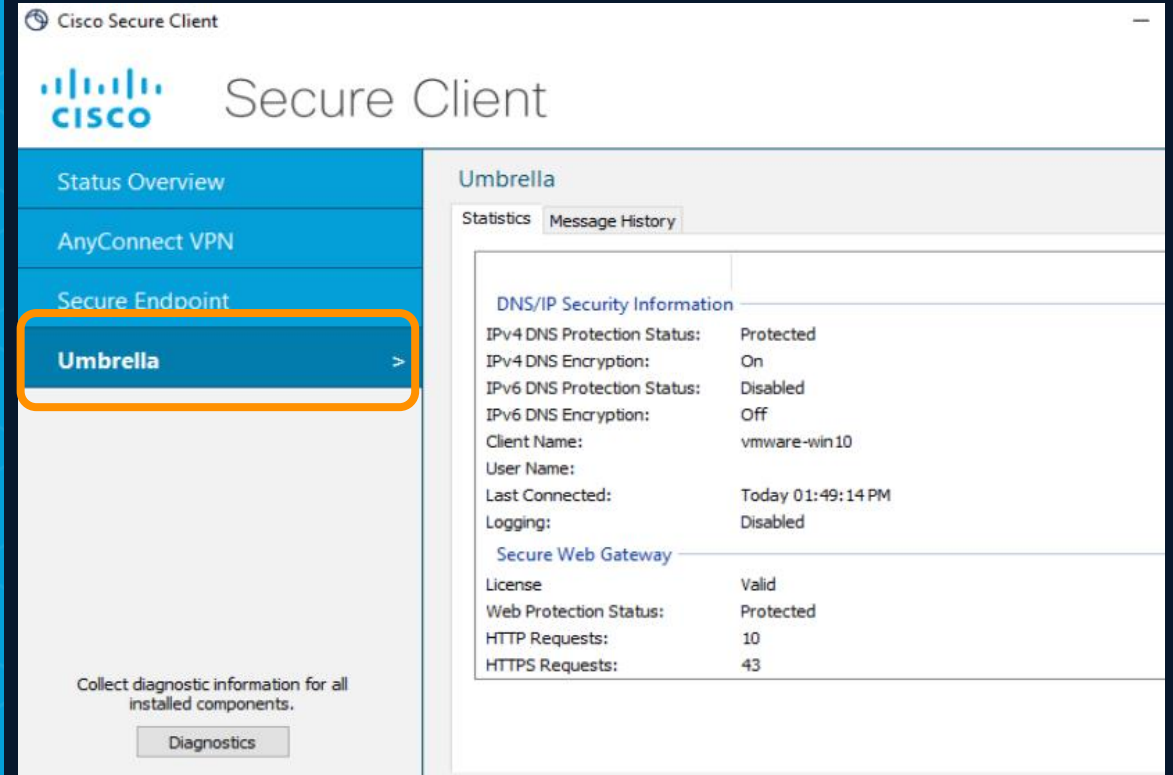 Cisco Secure Client
CISCO
Secure Client
Status Overview
AnyConnect VPN
Secure Endpoint
Umbrella >
Collect diagnostic information for all
installed components.
Diagnostics
Umbrella
Statistics Message History
DNS/IP Security Information
IPv4 DNS Protection Status: Protected
IPv4 DNS Encryption: On
IPv6 DNS Protection Status: Disabled
IPv6 DNS Encryption: Off
Client Name: vmware-win10
User Name:
Last Connected: Today 01:49:14 PM
Logging: Disabled
Secure Web Gateway
License Valid
Web Protection Status: Protected
HTTP Requests: 10
HTTPS Requests: 43